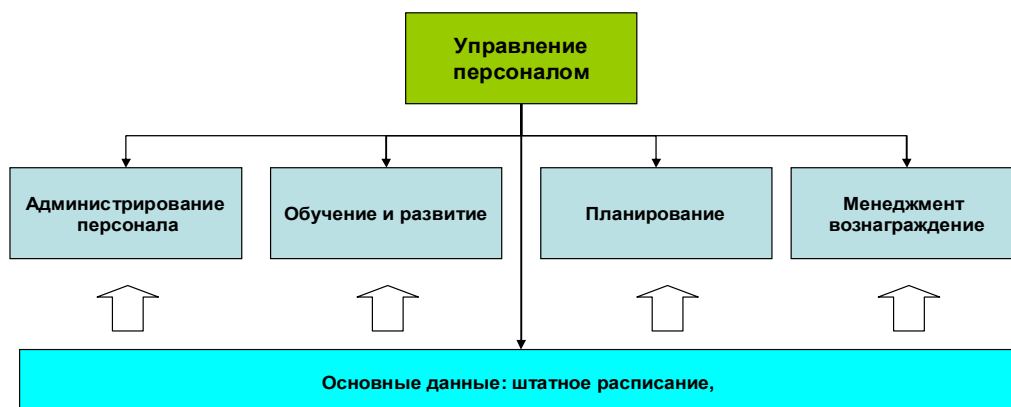 Управление
персоналом
Администрирование
персонала
Обучение и развитие
Планирование
Менеджмент
вознаграждение
Основные данные: штатное расписание,